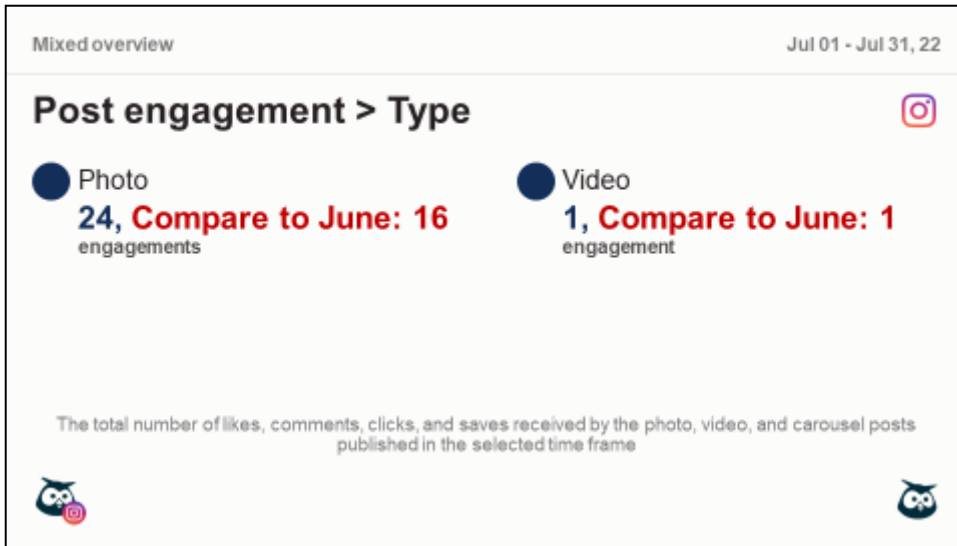 Mixed overview
Jul 01 - Jul 31, 22
Post engagement > Type
Photo
24, Compare to June: 16
engagements
Video
1, Compare to June: 1
engagement
The total number of likes, comments, clicks, and saves received by the photo, video, and carousel posts
published in the selected time frame